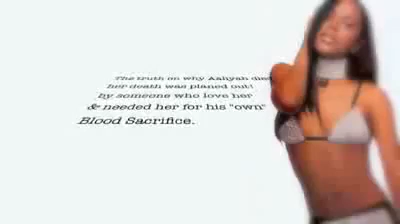 The truth on why Aaliyah died
her death was planed out!
by someone who love her
& needed her for his "own"
Blood Sacrifice.